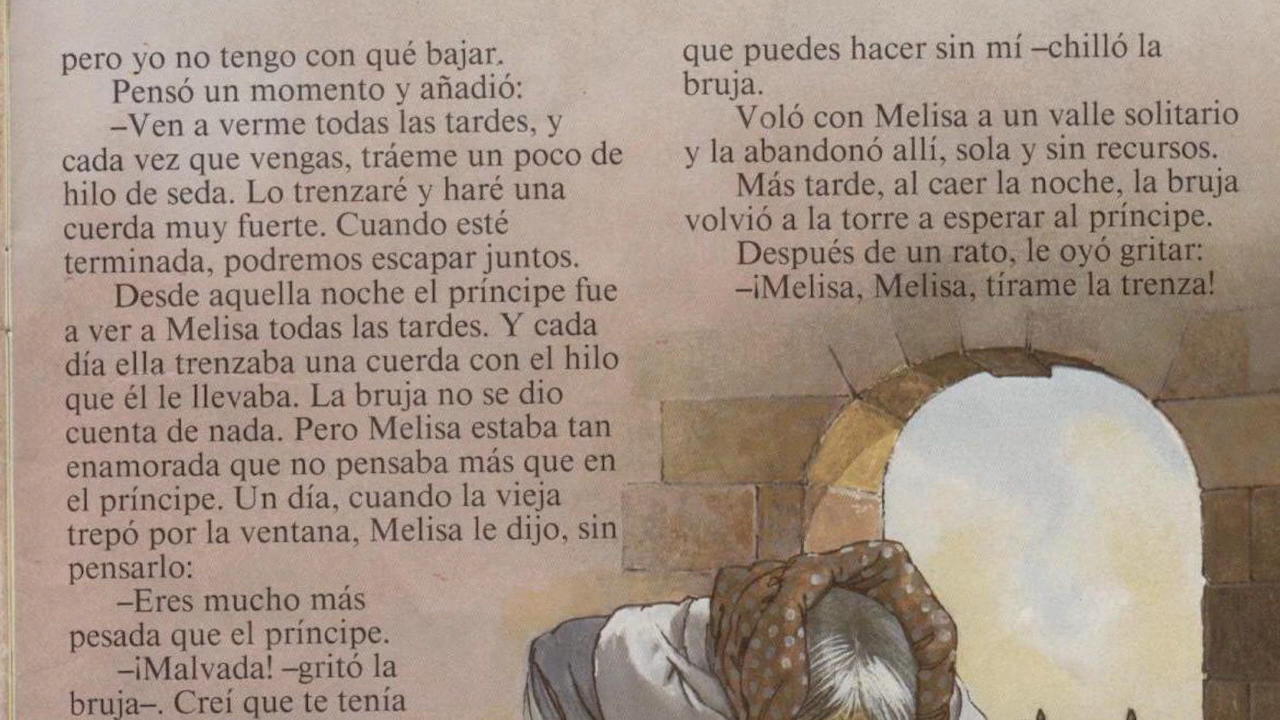 pero yo no tengo con qué bajar.
Pensó un momento y añadió:
–Ven a verme todas las tardes, y
cada vez que vengas, tráeme un poco de
hilo de seda. Lo trenzaré y haré una
cuerda muy fuerte. Cuando esté
terminada, podremos escapar juntos.
Desde aquella noche el príncipe fue
a ver a Melisa todas las tardes. Y cada
día ella trenzaba una cuerda con el hilo
que él le llevaba. La bruja no se dio
cuenta de nada. Pero Melisa estaba tan
enamorada que no pensaba más que en
el príncipe. Un día, cuando la vieja
trepó por la ventana, Melisa le dijo, sin
pensarlo:
–Eres mucho más
pesada que el príncipe.
–¡Malvada! –gritó la
bruja–. Creí que te tenía
que puedes hacer sin mí –chilló la
bruja.
Voló con Melisa a un valle solitario
y la abandonó allí, sola y sin recursos.
Más tarde, al caer la noche, la bruja
volvió a la torre a esperar al príncipe.
Después de un rato, le oyó gritar:
–¡Melisa, Melisa, tírame la trenza!